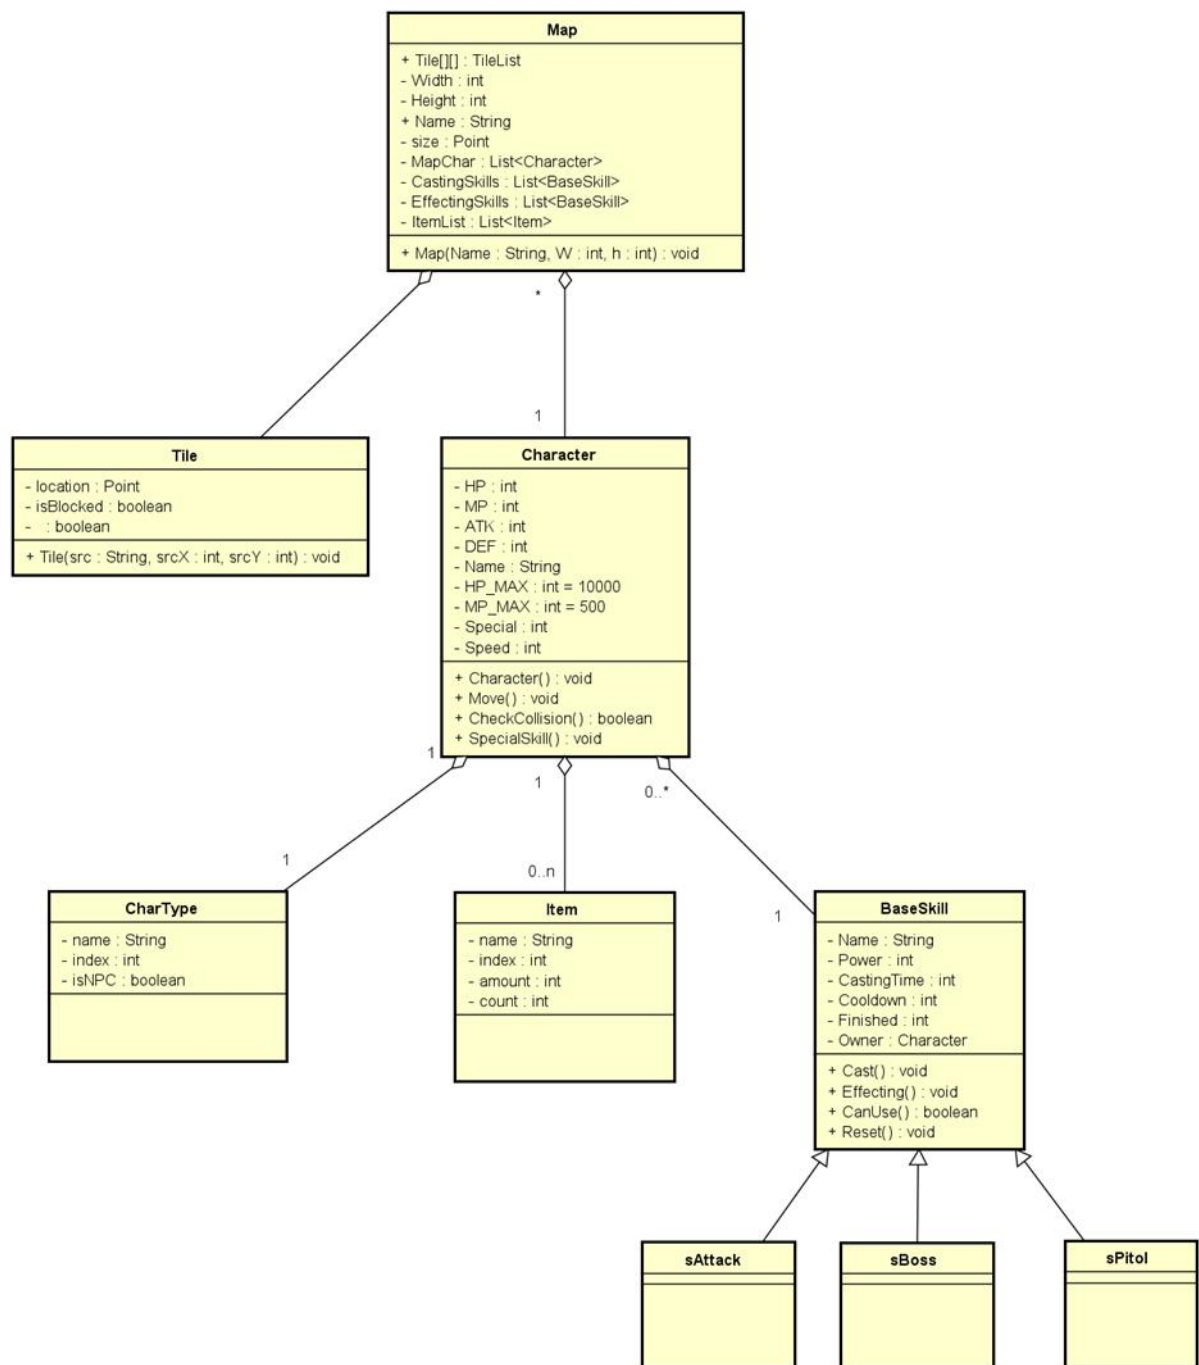 Map
+ Tile[][] : TileList
- Width : int
- Height : int
+ Name : String
- size : Point
- MapChar : List<Character>
- CastingSkills : List<BaseSkill>
- EffectingSkills : List<BaseSkill>
- ItemList : List<Item>
+ Map(Name : String, W : int, h : int) : void
*
1
Tile
- location : Point
- isBlocked : boolean
-   : boolean
+ Tile(src : String, srcX : int, srcY : int) : void
Character
- HP : int
- MP : int
- ATK : int
- DEF : int
- Name : String
- HP_MAX : int = 10000
- MP_MAX : int = 500
- Special : int
- Speed : int
+ Character() : void
+ Move() : void
+ CheckCollision() : boolean
+ SpecialSkill() : void
1
1
0..*
1
0..n
1
CharType
- name : String
- index : int
- isNPC : boolean
Item
- name : String
- index : int
- amount : int
- count : int
BaseSkill
- Name : String
- Power : int
- CastingTime : int
- Cooldown : int
- Finished : int
- Owner : Character
+ Cast() : void
+ Effecting() : void
+ CanUse() : boolean
+ Reset() : void
sAttack
sBoss
sPitol